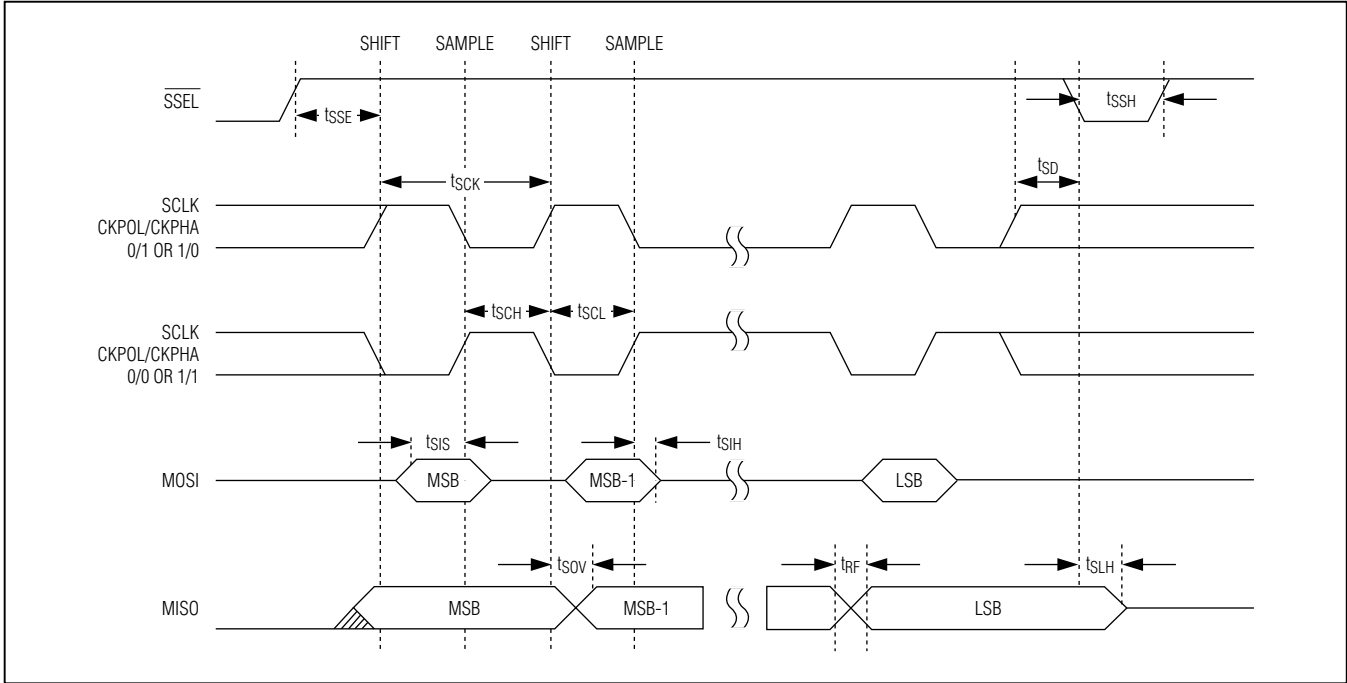 SHIFT SAMPLE SHIFT SAMPLE
SSEL
tSSE
tSSH
tSD
tSCK
SCLK
CKPOL/CKPHA
0/1 OR 1/0
tSCH tSCL
SCLK
CKPOL/CKPHA
0/0 OR 1/1
tSIS tSIH
MOSI MSB MSB-1 LSB
tSOV tRF tSLH
MISO MSB MSB-1 LSB